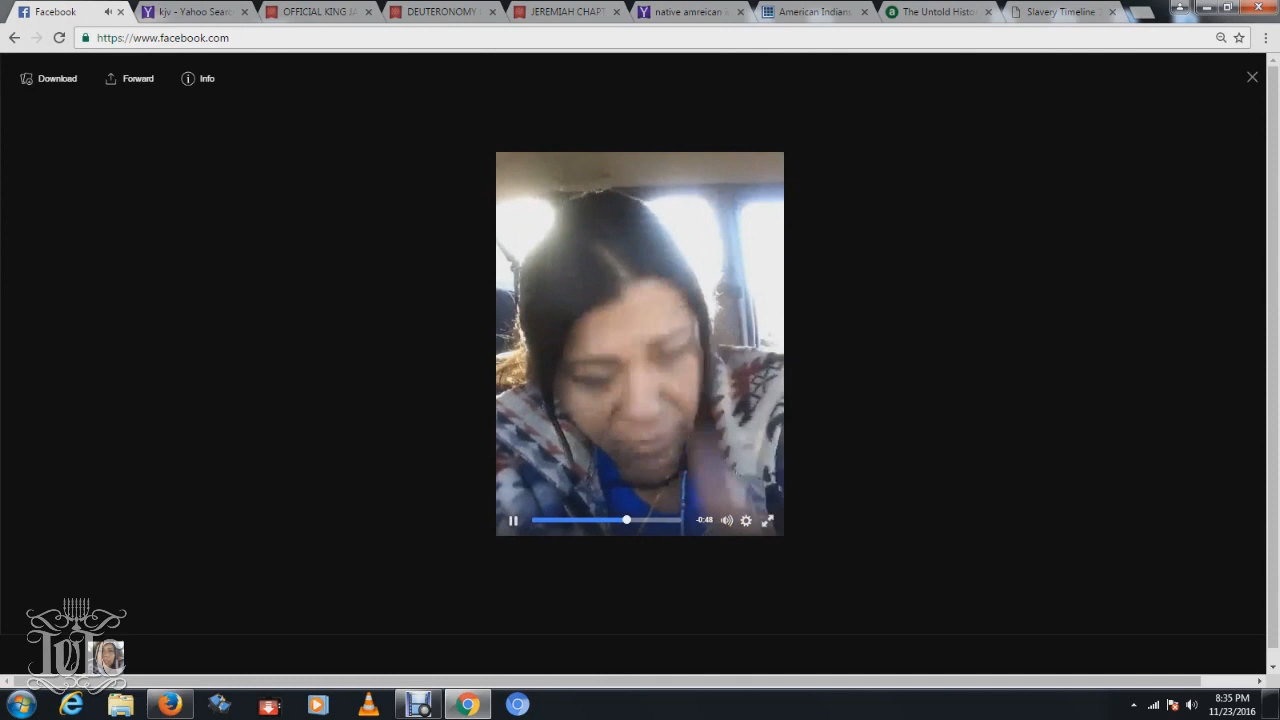 Facebook
kjv - Yahoo Sear
OFFICIAL KING JA
DEUTERONOMY
JEREMIAH CHAPT
native amreican i
American Indians
The Untold Histor
Slavery Timeline
https://www.facebook.com
Download
Forward
Info
-0:48
8:35 PM
11/23/2016